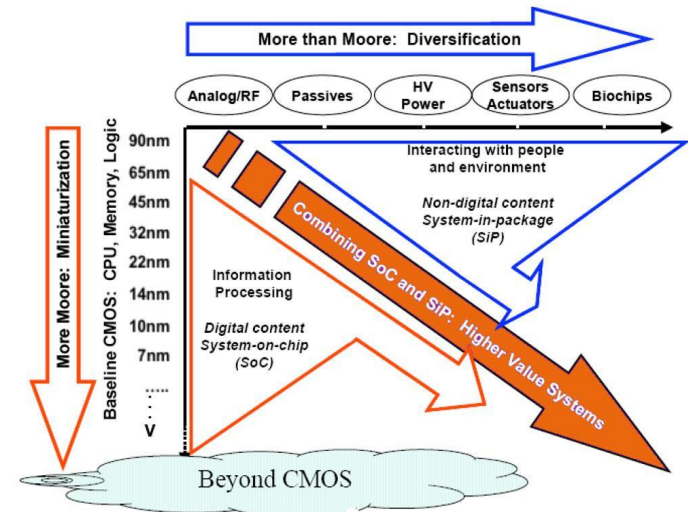 More than Moore: Diversification
Analog/RF
Passives
HV
Power
Sensors
Actuators
Biochips
More Moore: Miniaturization
Baseline CMOS: CPU, Memory, Logic
90nm
65nm
45nm
32nm
22nm
14nm
10nm
7nm
.....
V
Interacting with people
and environment
Non-digital content
System-in-package
(SiP)
Combining SoC and SiP: Higher Value Systems
Information
Processing
Digital content
System-on-chip
(SoC)
Beyond CMOS